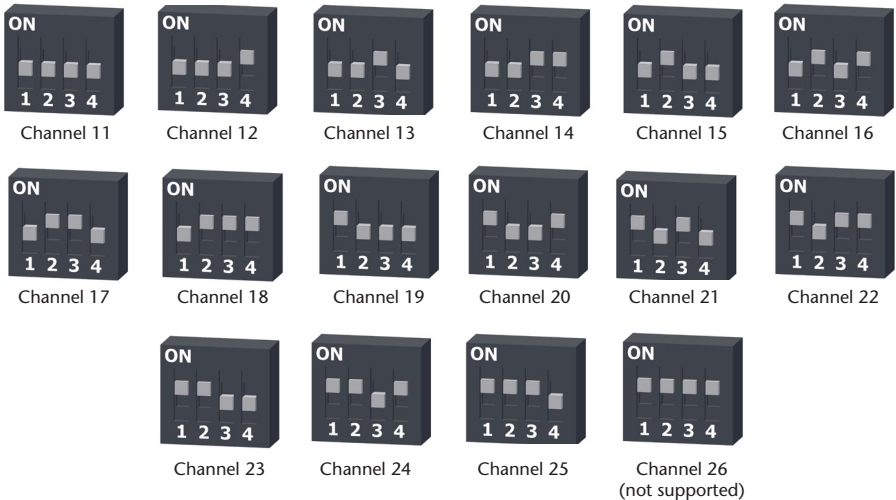 ON ON ON ON ON ON
1 2 3 4 1 2 3 4 1 2 3 4 1 2 3 4 1 2 3 4 1 2 3 4
Channel 11 Channel 12 Channel 13 Channel 14 Channel 15 Channel 16
ON ON ON ON ON ON
1 2 3 4 1 2 3 4 1 2 3 4 1 2 3 4 1 2 3 4 1 2 3 4
Channel 17 Channel 18 Channel 19 Channel 20 Channel 21 Channel 22
ON ON ON ON
1 2 3 4 1 2 3 4 1 2 3 4 1 2 3 4
Channel 23 Channel 24 Channel 25 Channel 26
(not supported)